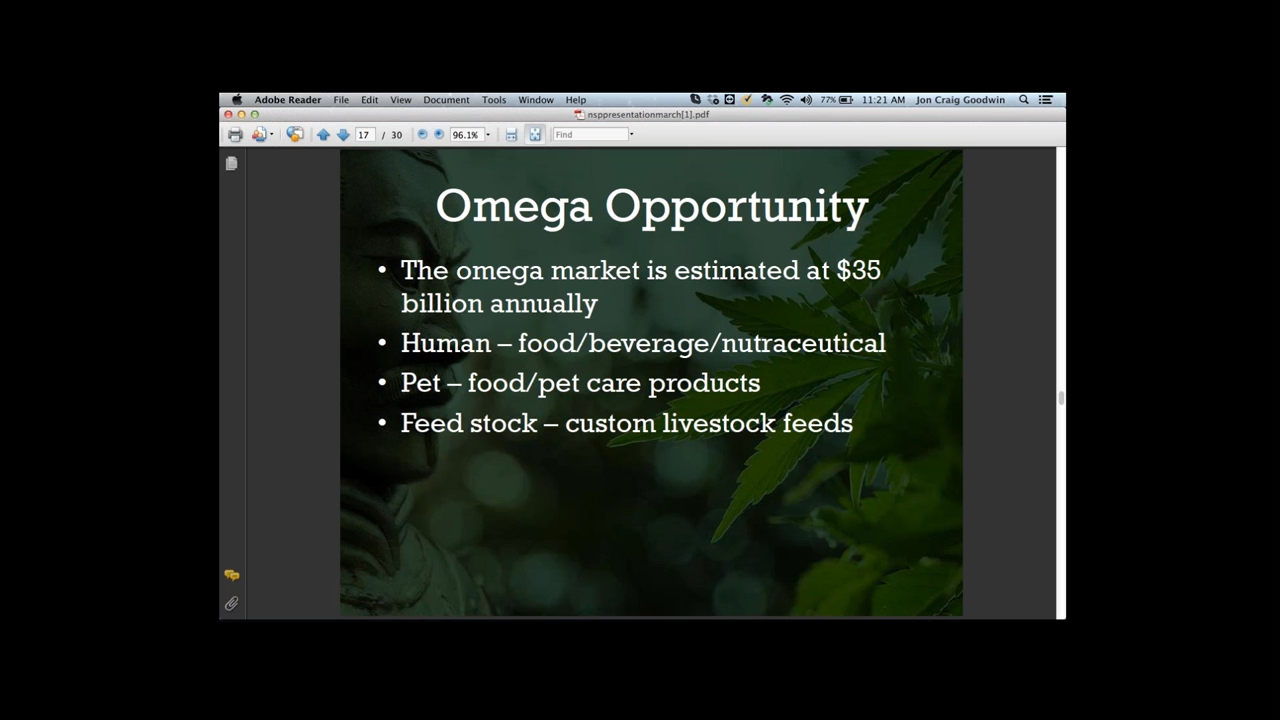 Adobe Reader File Edit View Document Tools Window Help 77% 11:21 AM Jon Craig Goodwin
nsppresentationmarch[1].pdf
17 / 30 96.1% Find
Omega Opportunity
• The omega market is estimated at $35
billion annually
• Human – food/beverage/nutraceutical
• Pet – food/pet care products
• Feed stock – custom livestock feeds